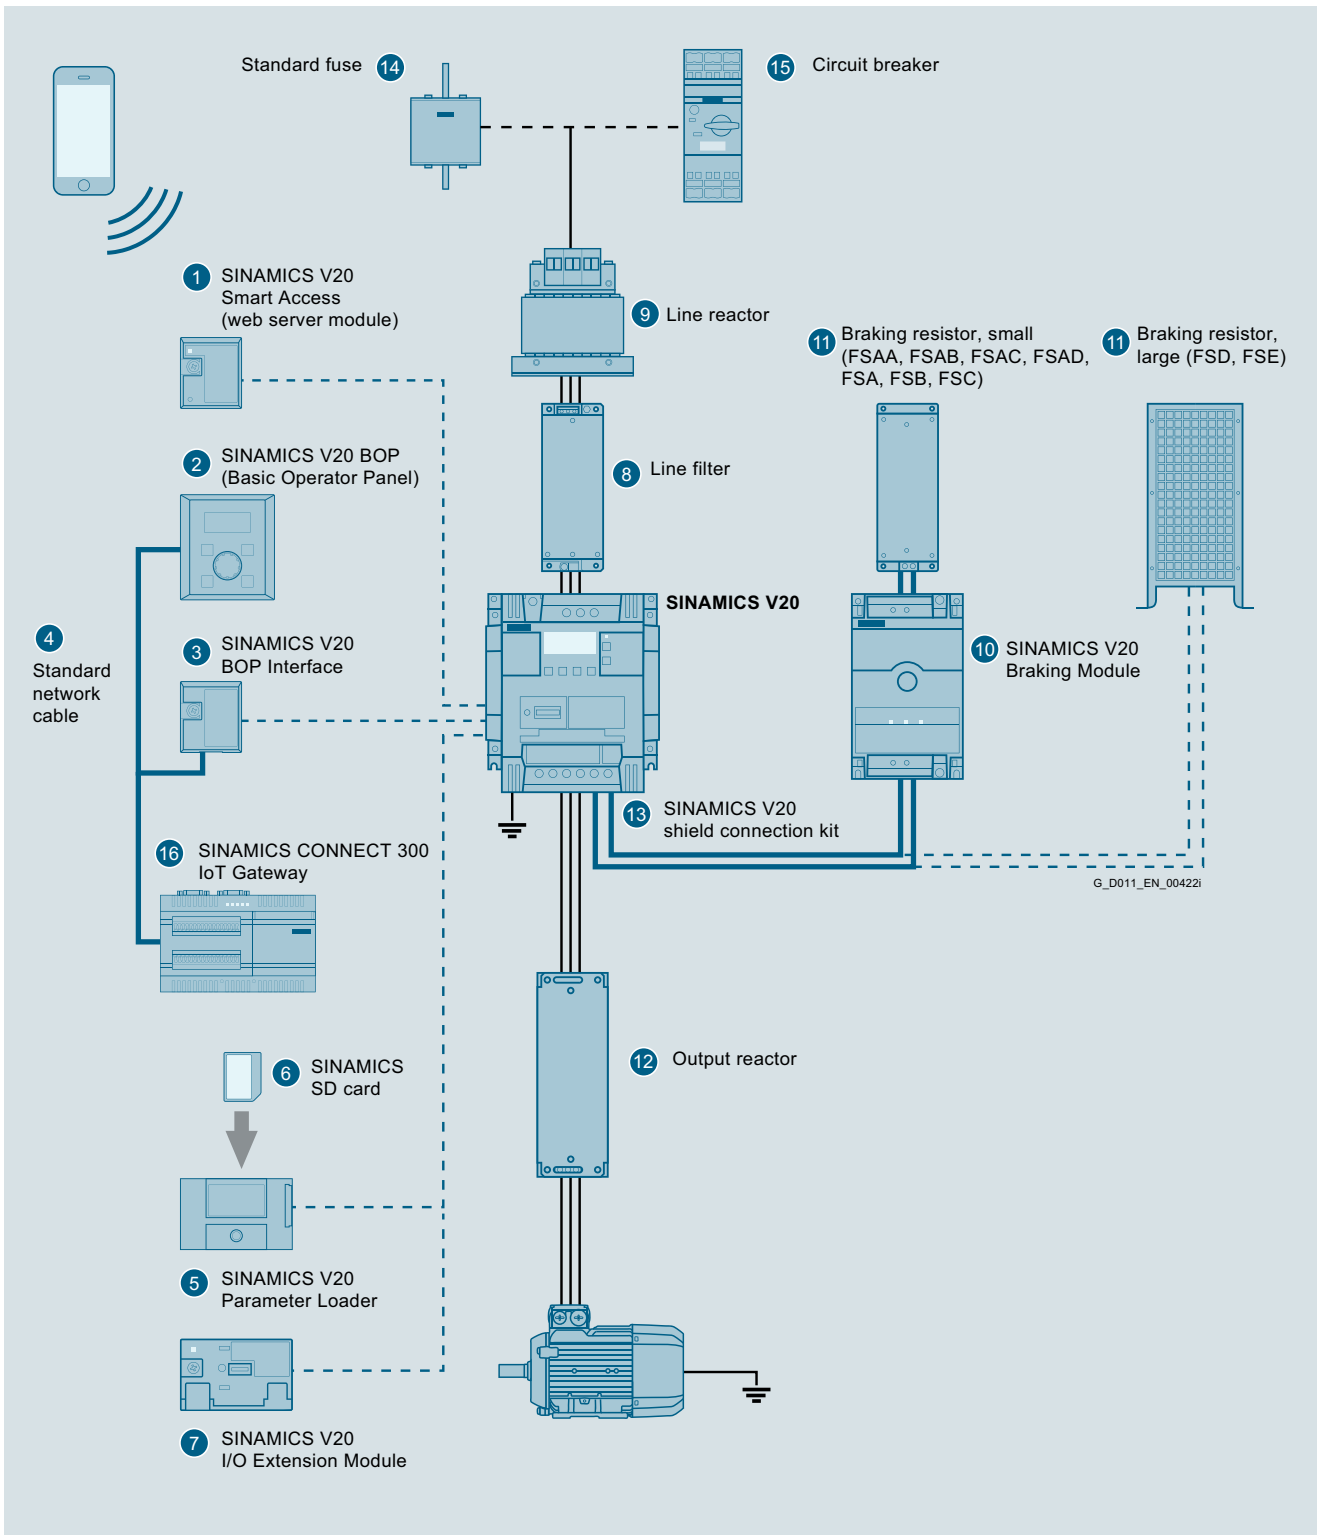 Standard fuse 14
15 Circuit breaker
1 SINAMICS V20
Smart Access
(web server module)
9 Line reactor
11 Braking resistor, small
(FSAA, FSAB, FSAC, FSAD,
FSA, FSB, FSC)
11 Braking resistor,
large (FSD, FSE)
2 SINAMICS V20 BOP
(Basic Operator Panel)
8 Line filter
SINAMICS V20
4
Standard
network
cable
3 SINAMICS V20
BOP Interface
10 SINAMICS V20
Braking Module
13 SINAMICS V20
shield connection kit
16 SINAMICS CONNECT 300
IoT Gateway
G_D011_EN_00422i
12 Output reactor
6 SINAMICS
SD card
5 SINAMICS V20
Parameter Loader
7 SINAMICS V20
I/O Extension Module